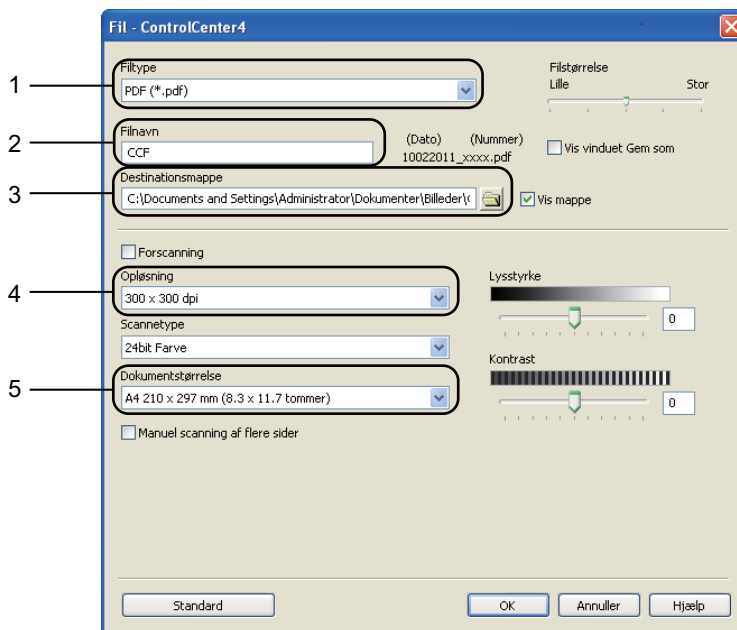 Fil - ControlCenter4
1
Filtype
PDF (*.pdf)
Filstørrelse
Lille Stor
2
Filnavn
CCF
(Dato) (Nummer)
10022011_xxxx.pdf
Vis vinduet Gem som
3
Destinationsmappe
C:\Documents and Settings\Administrator\Dokumenter\Billeder\
Vis mappe
Forscanning
4
Opløsning
300 x 300 dpi
Lysstyrke
0
Scannetype
24bit Farve
Kontrast
0
5
Dokumentstørrelse
A4 210 x 297 mm (8.3 x 11.7 tommer)
Manuel scanning af flere sider
Standard OK Annuller Hjælp